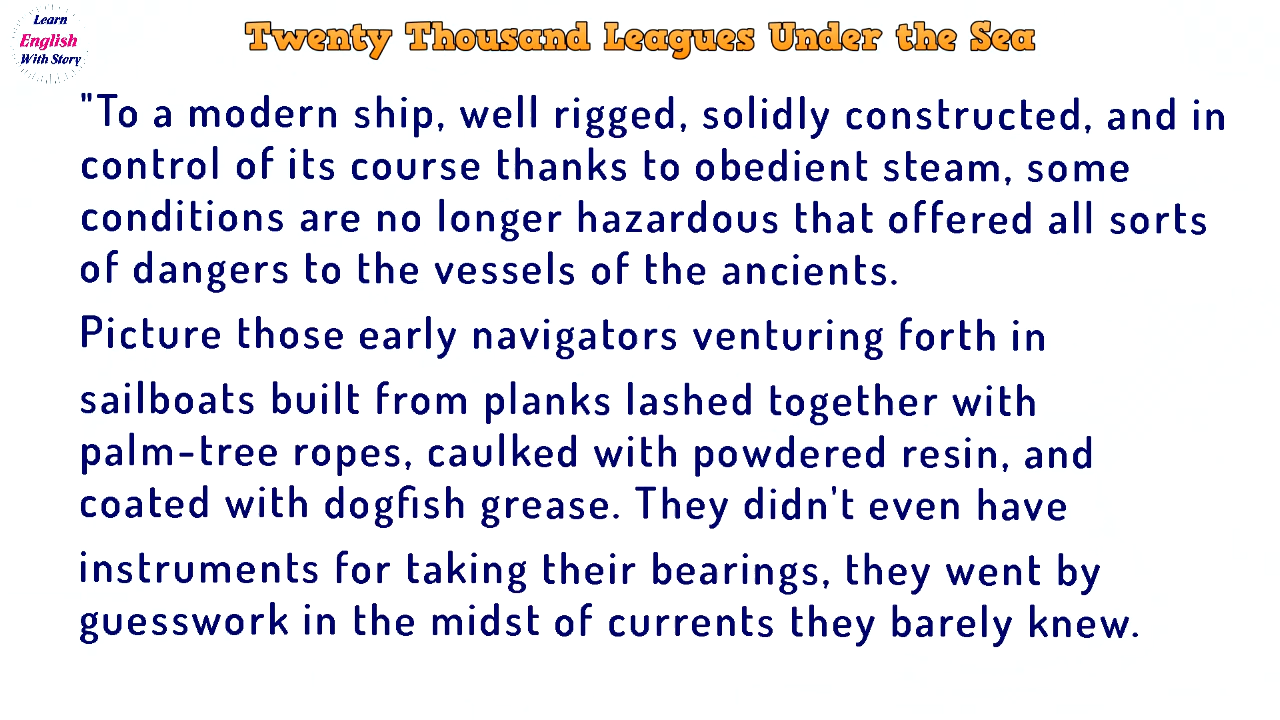 Learn
English
With Story
Twenty Thousand Leagues Under the Sea
"To a modern ship, well rigged, solidly constructed, and in
control of its course thanks to obedient steam, some
conditions are no longer hazardous that offered all sorts
of dangers to the vessels of the ancients.
Picture those early navigators venturing forth in
sailboats built from planks lashed together with
palm-tree ropes, caulked with powdered resin, and
coated with dogfish grease. They didn't even have
instruments for taking their bearings, they went by
guesswork in the midst of currents they barely knew.